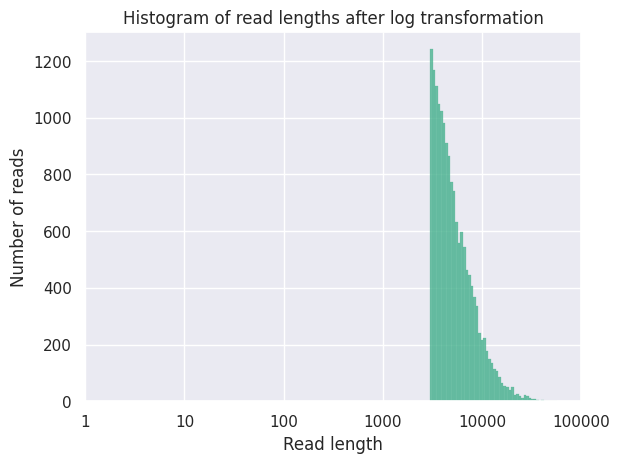 Histogram of read lengths after log transformation
Number of reads
1200
1000
800
600
400
200
0
1 10 100 1000 10000 100000
Read length